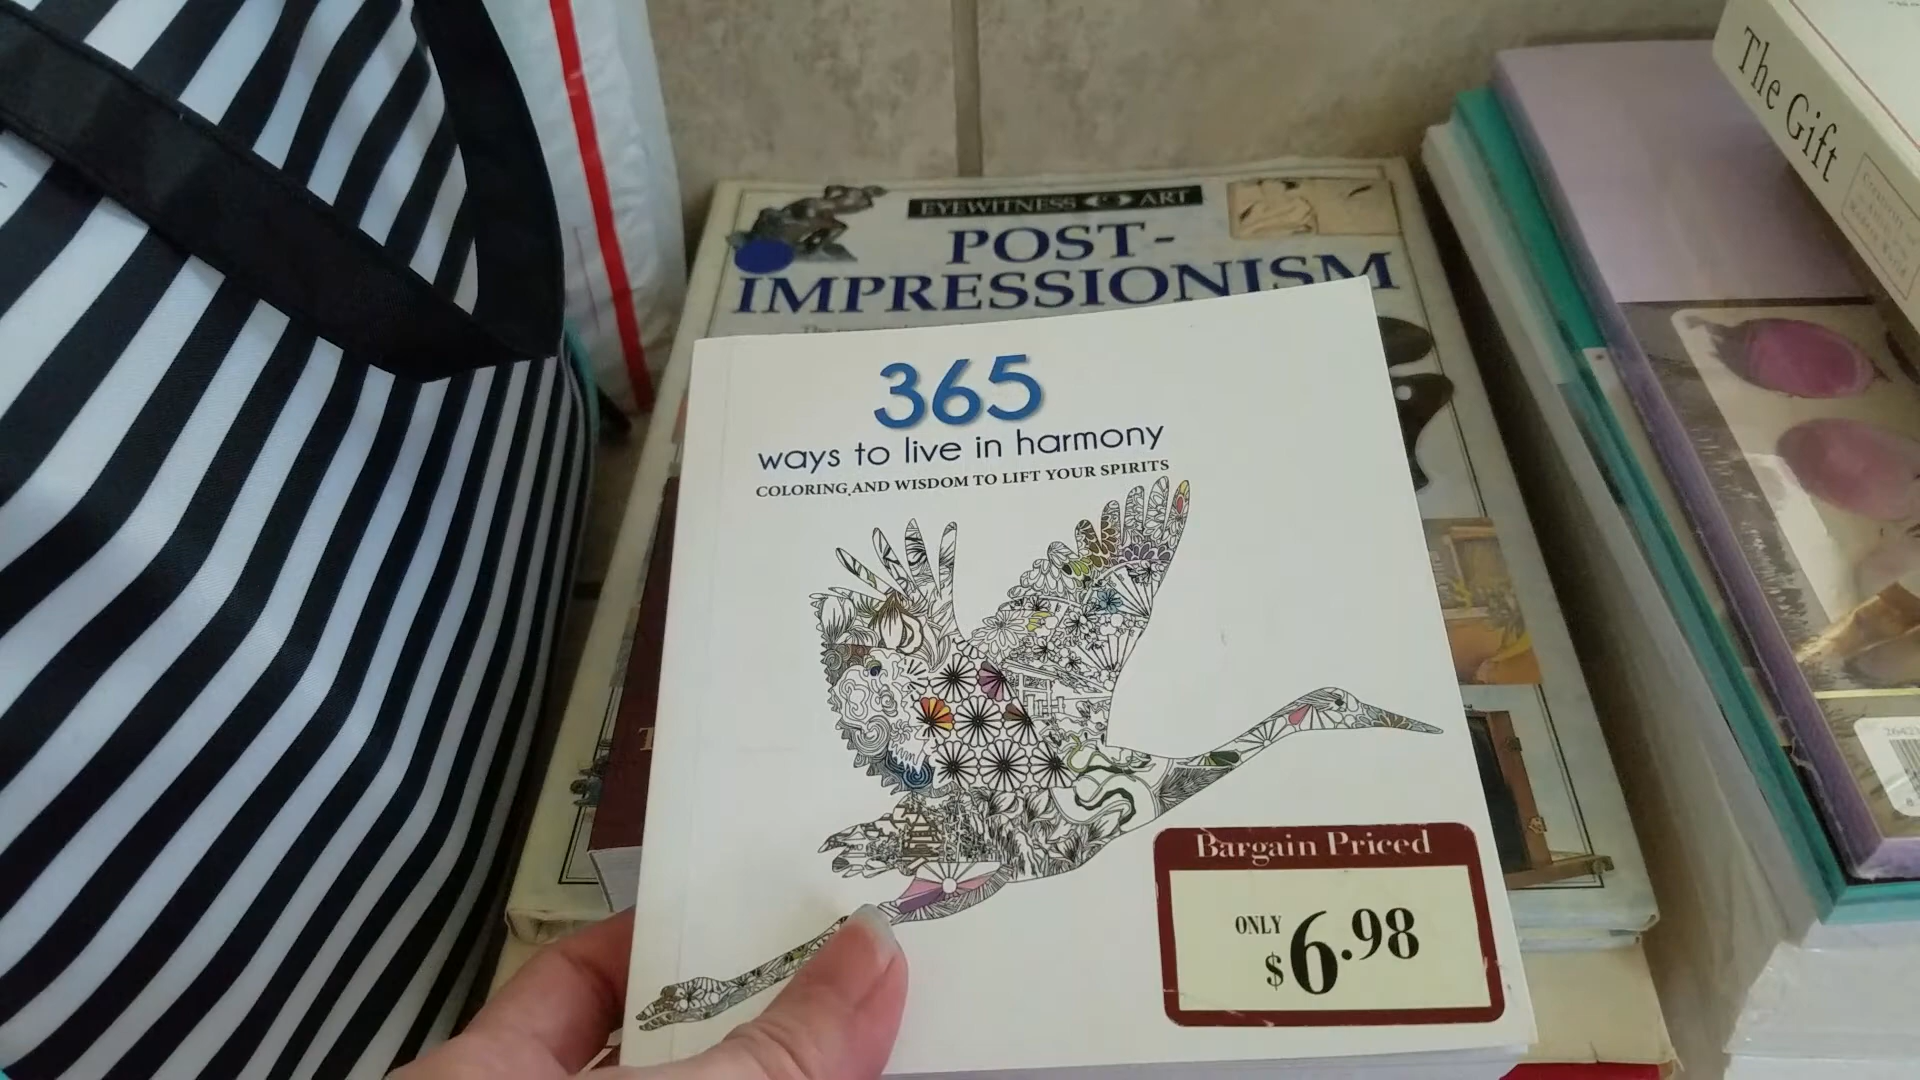 EYEWITNESS ART
POST-
IMPRESSIONISM
The Gift
365
ways to live in harmony
COLORING AND WISDOM TO LIFT YOUR SPIRITS
Bargain Priced
ONLY
$6.98